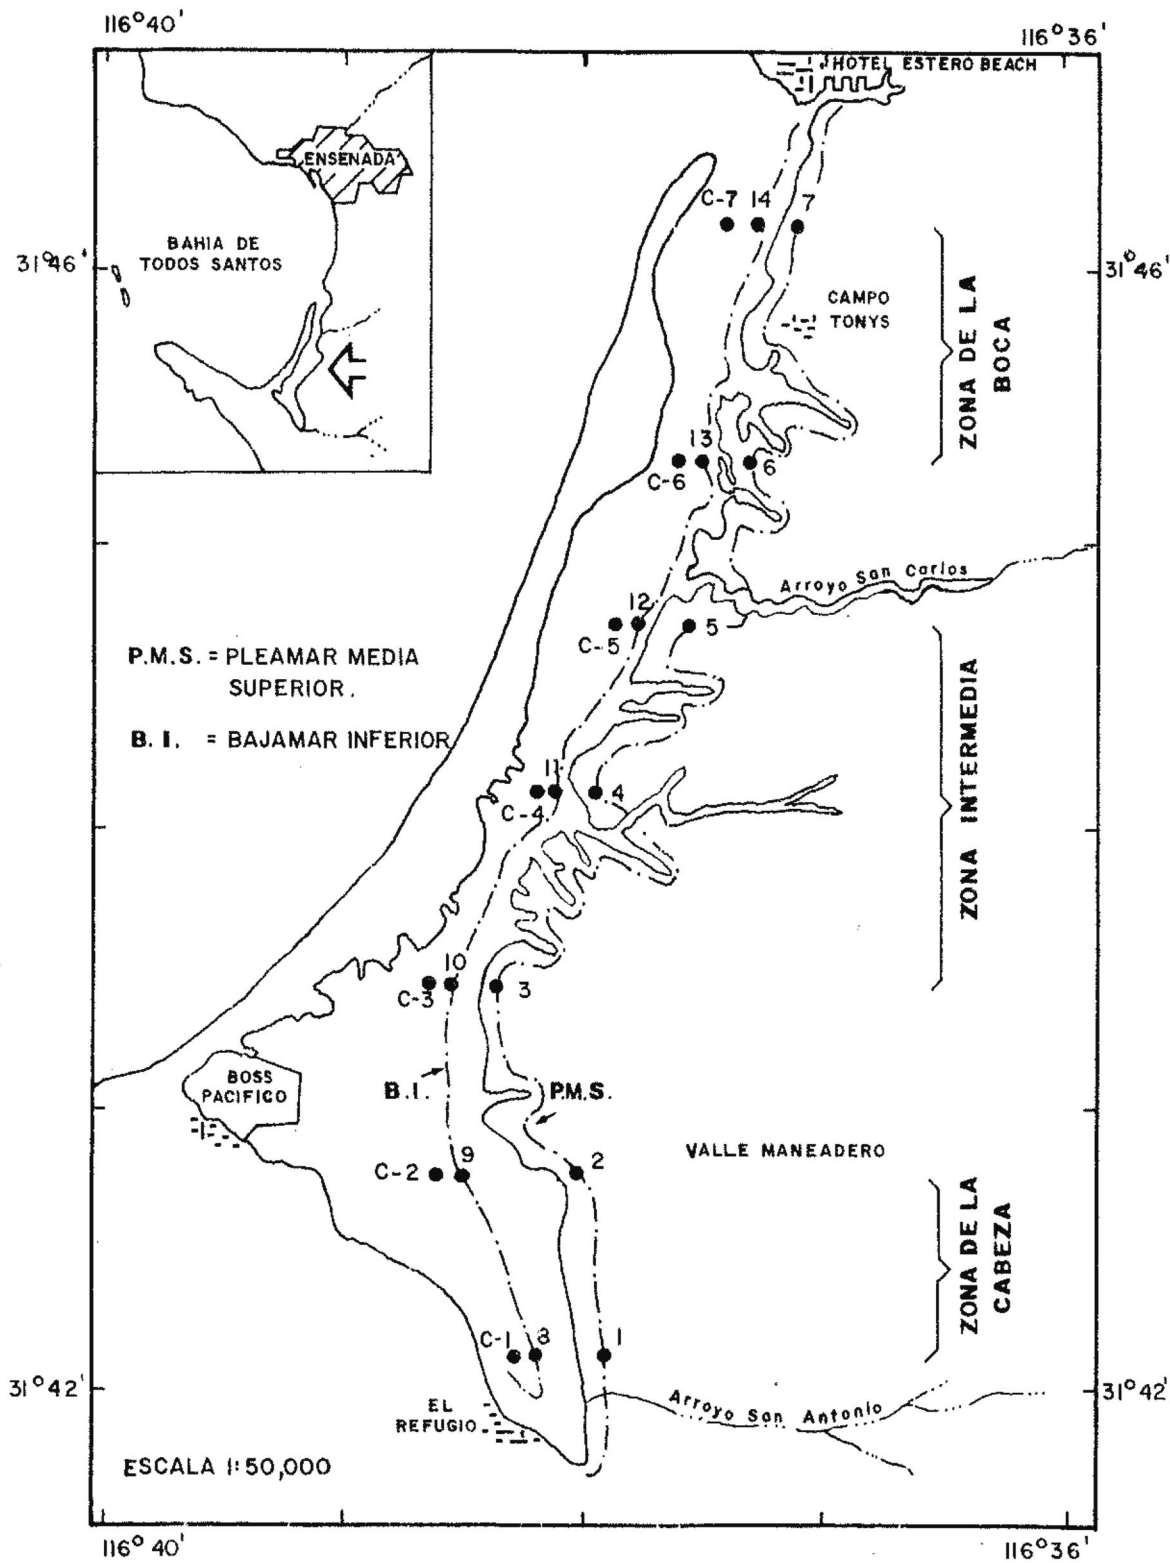 116°40'
116°36'
HOTEL ESTERO BEACH
ENSENADA
BAHIA DE
TODOS SANTOS
31°46'
31°46'
C-7 14 7
CAMPO
TONYS
ZONA DE LA
BOCA
13
C-6
6
Arroyo San Carlos
12
C-5
5
P.M.S. = PLEAMAR MEDIA
SUPERIOR.
B. I. = BAJAMAR INFERIOR
11
C-4
4
ZONA INTERMEDIA
10
C-3
3
BOSS
PACIFICO
B.I.
P.M.S.
VALLE MANEADERO
C-2
9
2
ZONA DE LA
CABEZA
C-1
8
1
31°42'
31°42'
EL
REFUGIO
Arroyo San Antonio
ESCALA 1:50,000
116°40'
116°36'